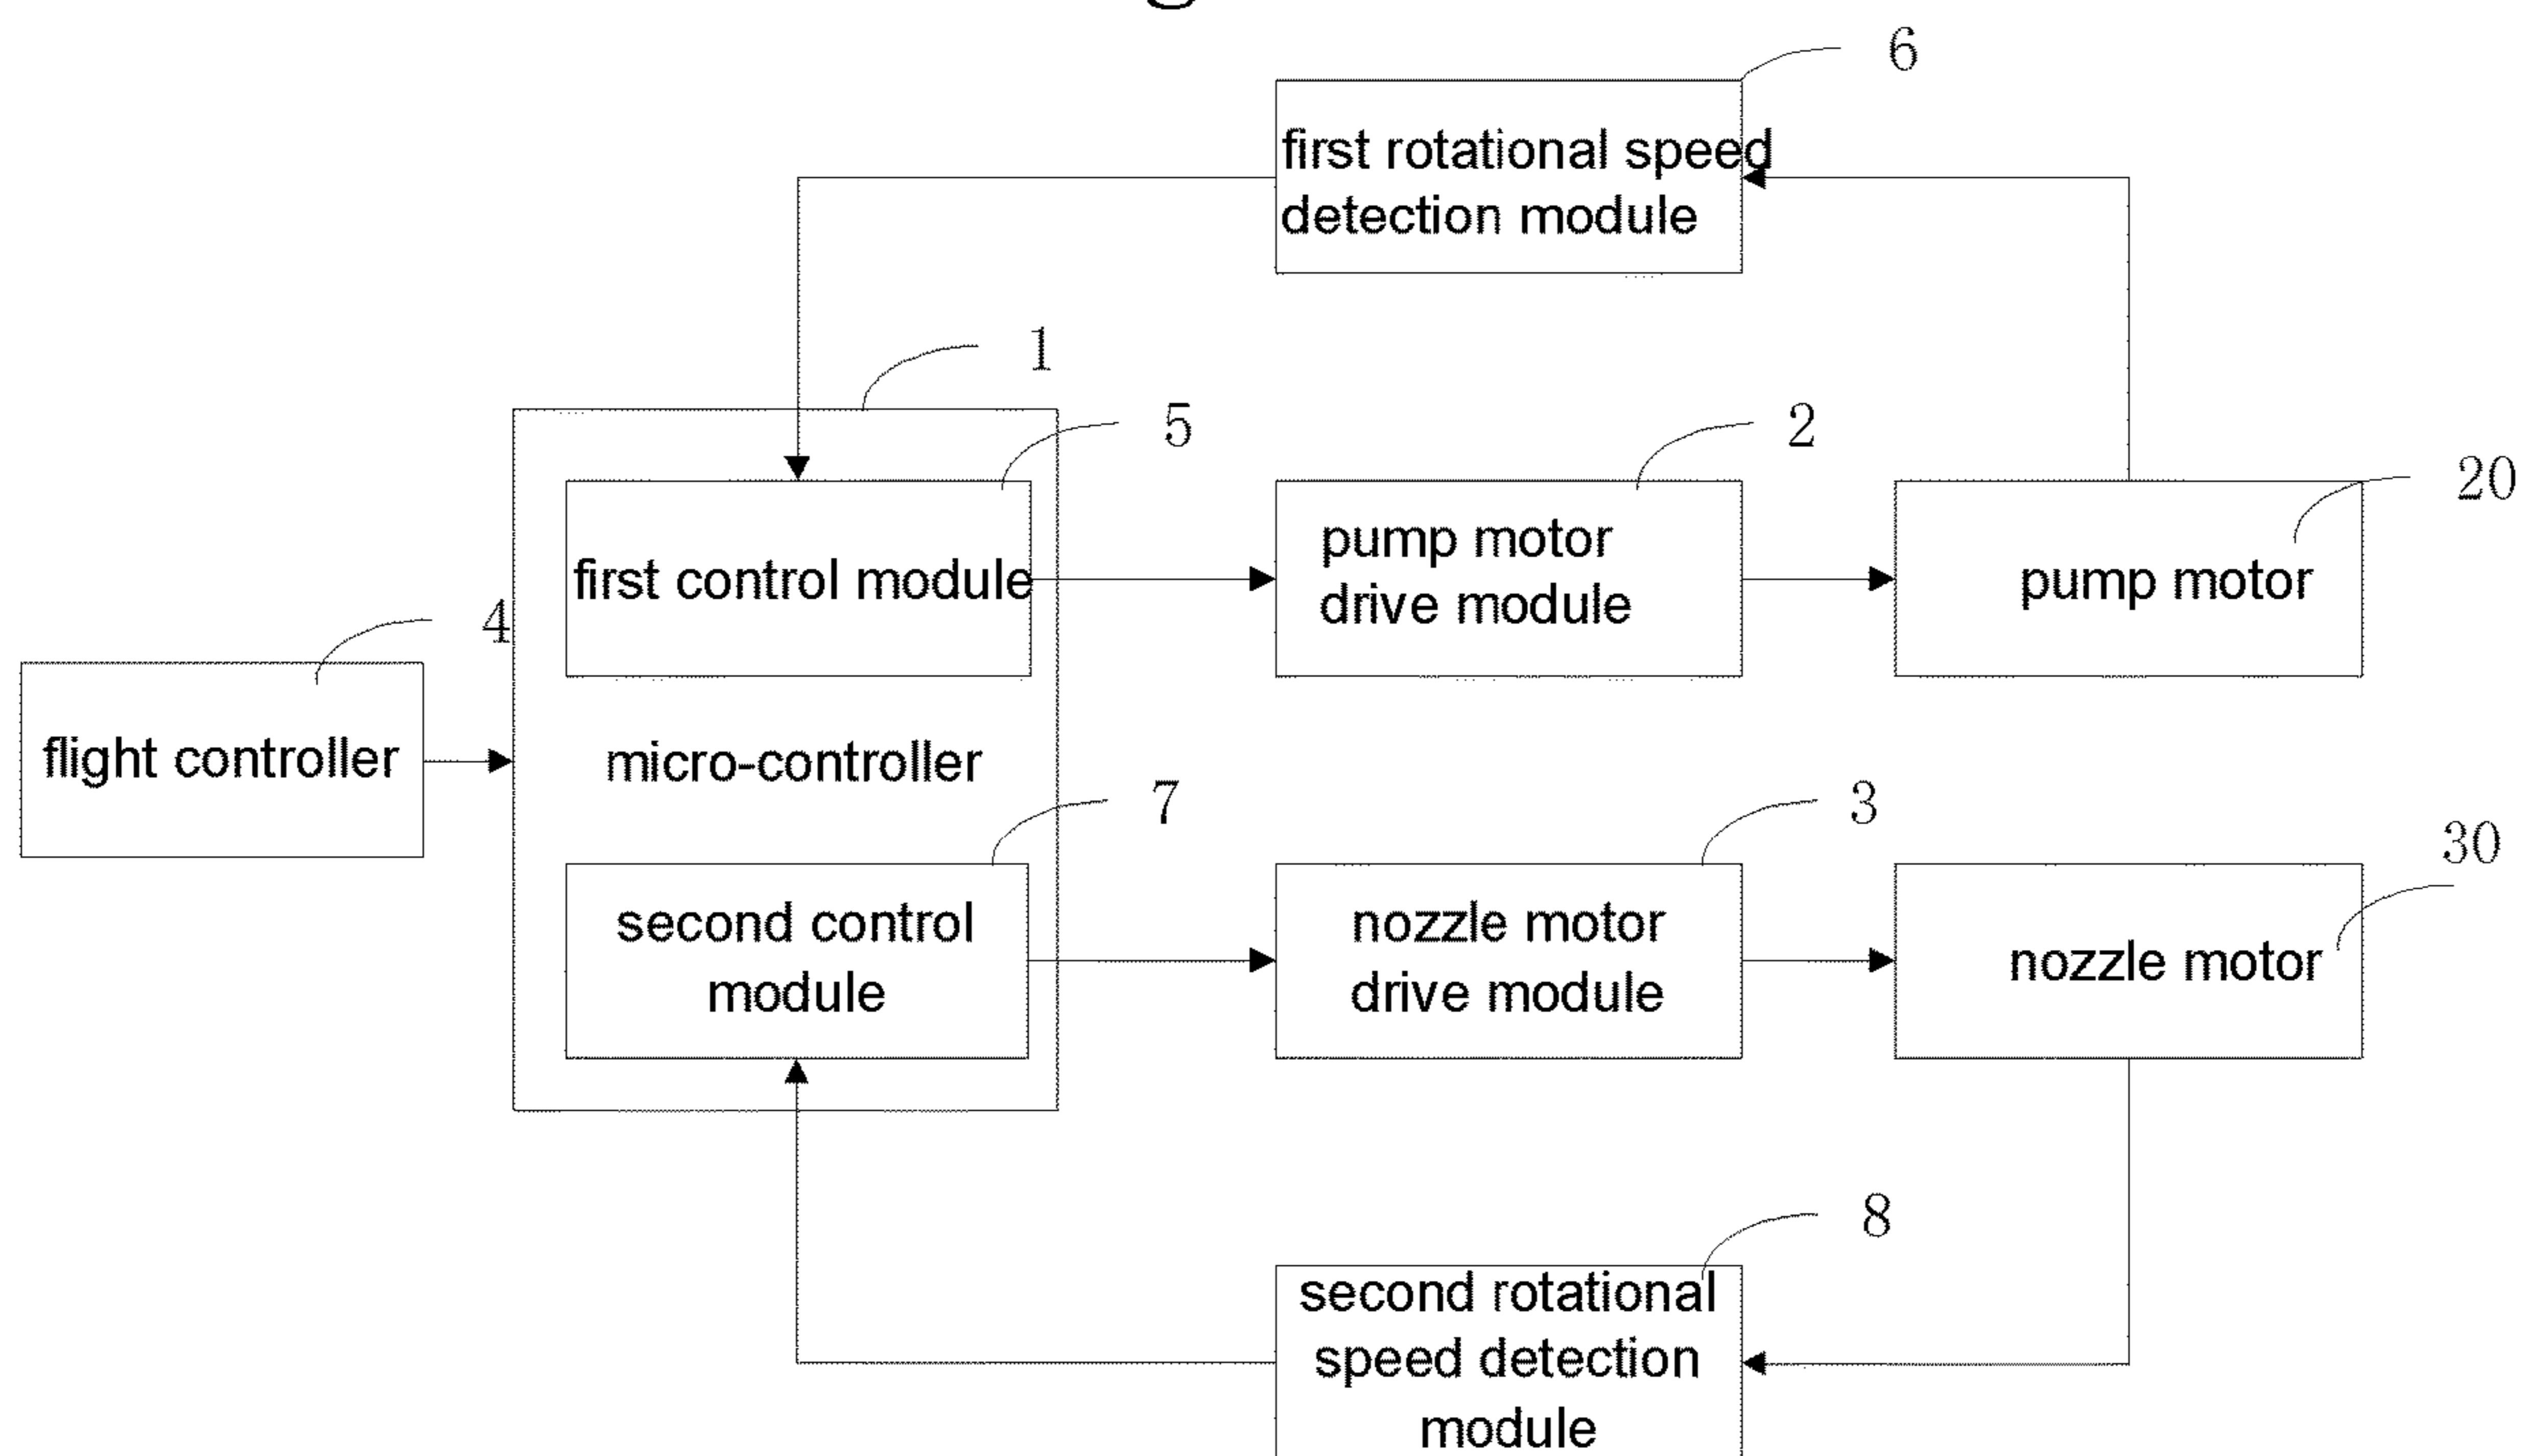 6
first rotational speed
detection module
1
5
2
20
first control module
pump motor
drive module
pump motor
4
flight controller
micro-controller
7
3
30
second control
module
nozzle motor
drive module
nozzle motor
8
second rotational
speed detection
module